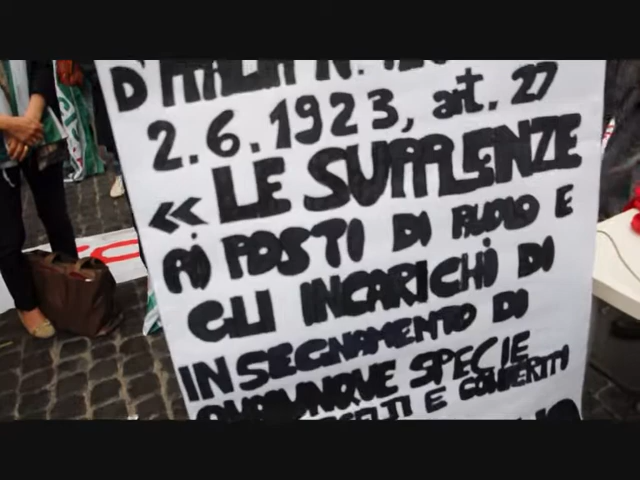 D'ITALIA N.
2.6.1923, art. 27
« LE SUPPLENZE
AI POSTI DI RUOLO E
GLI INCARICHI DI
INSEGNAMENTO DI
QUALUNQUE SPECIE
E CONFERITI